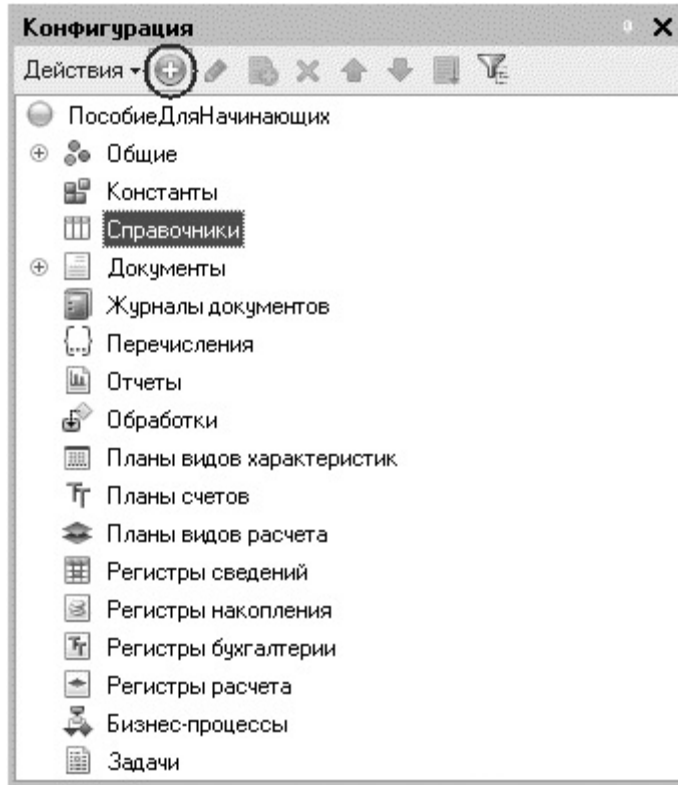 Конфигурация
Действия
ПособиеДляНачинающих
Общие
Константы
Справочники
Документы
Журналы документов
Перечисления
Отчеты
Обработки
Планы видов характеристик
Планы счетов
Планы видов расчета
Регистры сведений
Регистры накопления
Регистры бухгалтерии
Регистры расчета
Бизнес-процессы
Задачи